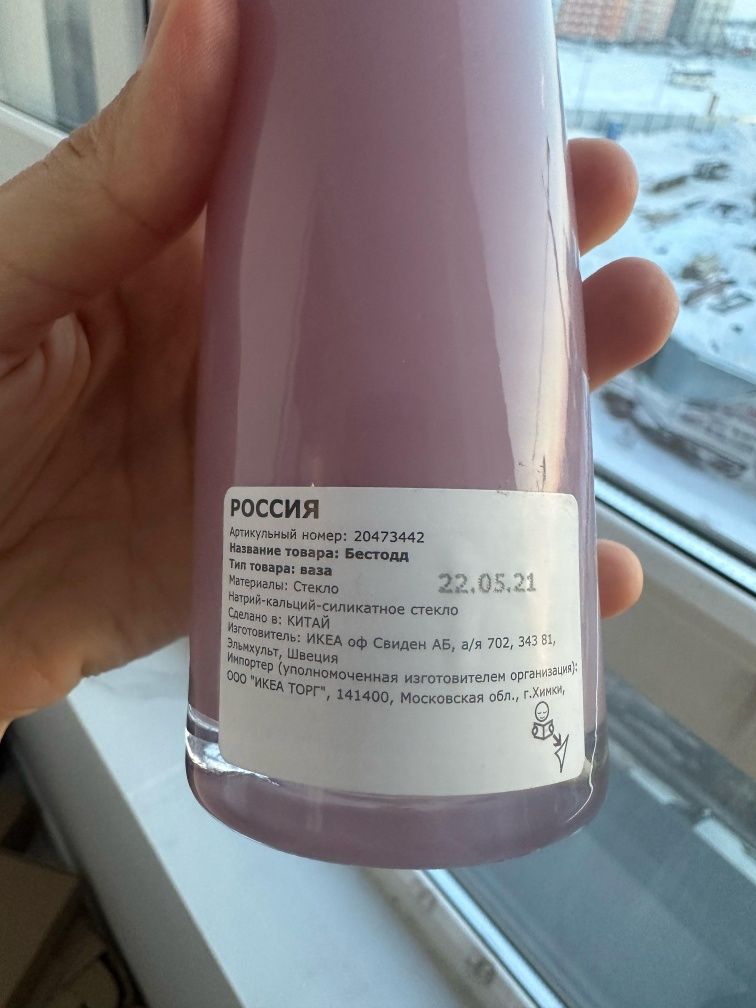 РОССИЯ
Артикульный номер: 20473442
Название товара: Бестодд
Тип товара: ваза
Материалы: Стекло
22.05.21
Натрий-кальций-силикатное стекло
Сделано в: КИТАЙ
Изготовитель: ИКЕА оф Свиден АБ, а/я 702, 343 81,
Эльмхульт, Швеция
Импортер (уполномоченная изготовителем организация):
ООО "ИКЕА ТОРГ", 141400, Московская обл., г.Химки,